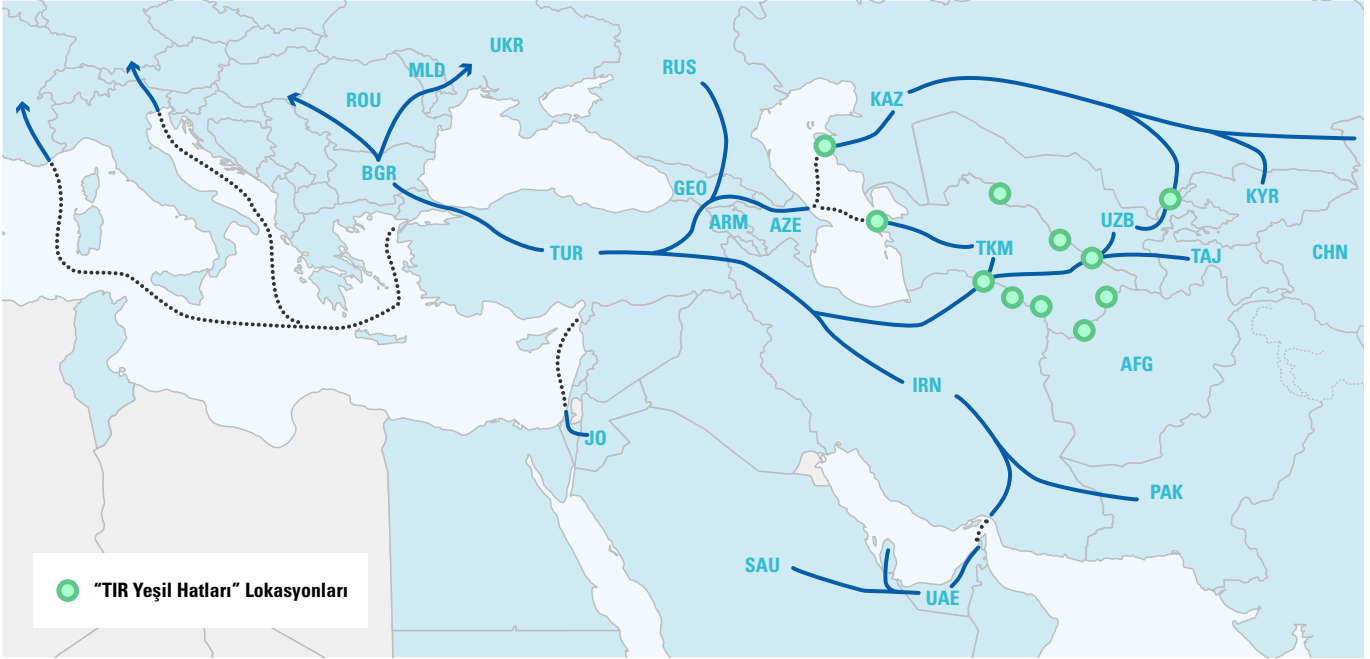 UKR
MLD
RUS
ROU
KAZ
BGR
GEO
KYR
ARM
AZE
UZB
TUR
TKM
TAJ
CHN
AFG
IRN
JO
PAK
SAU
UAE
“TIR Yeşil Hatları” Lokasyonları